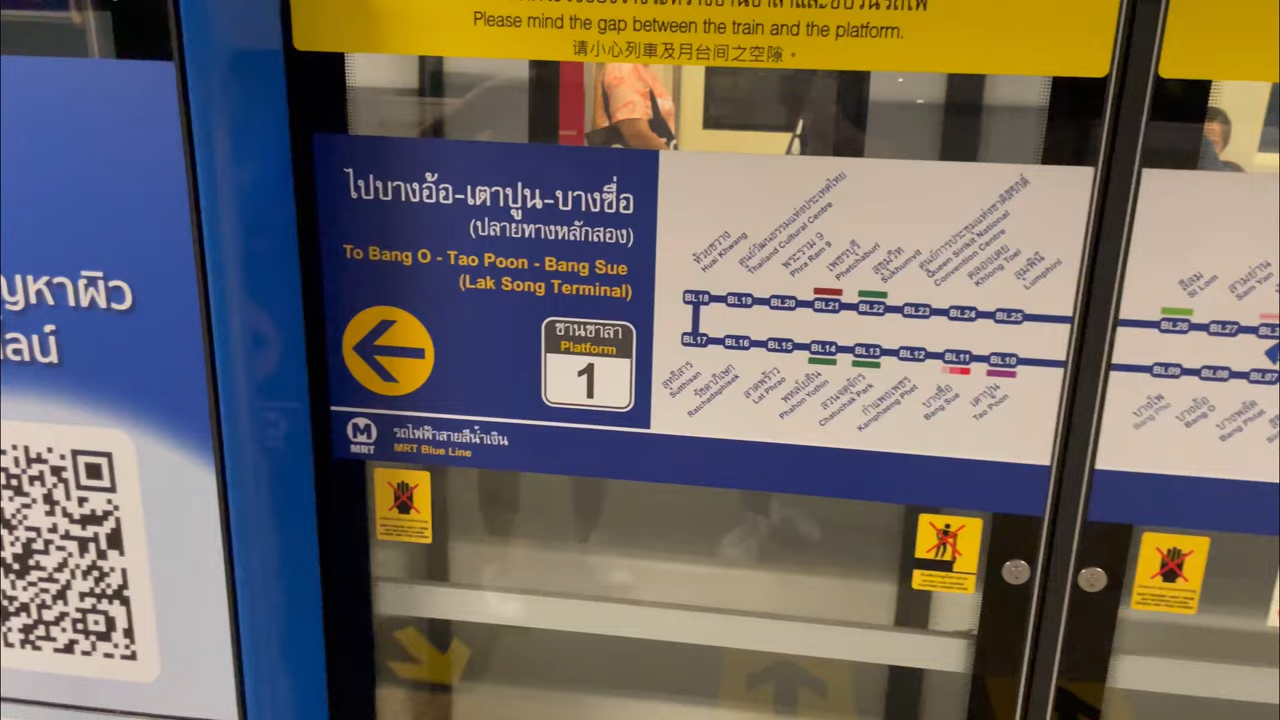 Please mind the gap between the train and the platform.
请小心列車及月台间之空隙。
ไปบางอ้อ-เตาปูน-บางซื่อ
(ปลายทางหลักสอง)
To Bang O - Tao Poon - Bang Sue
(Lak Song Terminal)
ชานชาลา
Platform
1
M
MRT
รถไฟฟ้าสายสีน้ำเงิน
MRT Blue Line
ห้วยขวาง
Huai Khwang
ศูนย์วัฒนธรรมแห่งประเทศไทย
Thailand Cultural Centre
พระราม 9
Phra Ram 9
เพชรบุรี
Phetchaburi
สุขุมวิท
Sukhumvit
ศูนย์การประชุมแห่งชาติสิริกิติ์
Queen Sirikit National
Convention Centre
คลองเตย
Khlong Toei
ลุมพินี
Lumphini
สีลม
Si Lom
สามย่าน
Sam Yan
BL18 BL19 BL20 BL21 BL22 BL23 BL24 BL25 BL26 BL27
BL17 BL16 BL15 BL14 BL13 BL12 BL11 BL10 BL09 BL08 BL07
สุทธิสาร
Sutthisan
รัชดาภิเษก
Ratchadaphisek
ลาดพร้าว
Lat Phrao
พหลโยธิน
Phahon Yothin
สวนจตุจักร
Chatuchak Park
กำแพงเพชร
Kamphaeng Phet
บางซื่อ
Bang Sue
เตาปูน
Tao Poon
บางโพ
Bang Pho
บางอ้อ
Bang O
บางพลัด
Bang Phlat
ญหาผิว
ไลน์